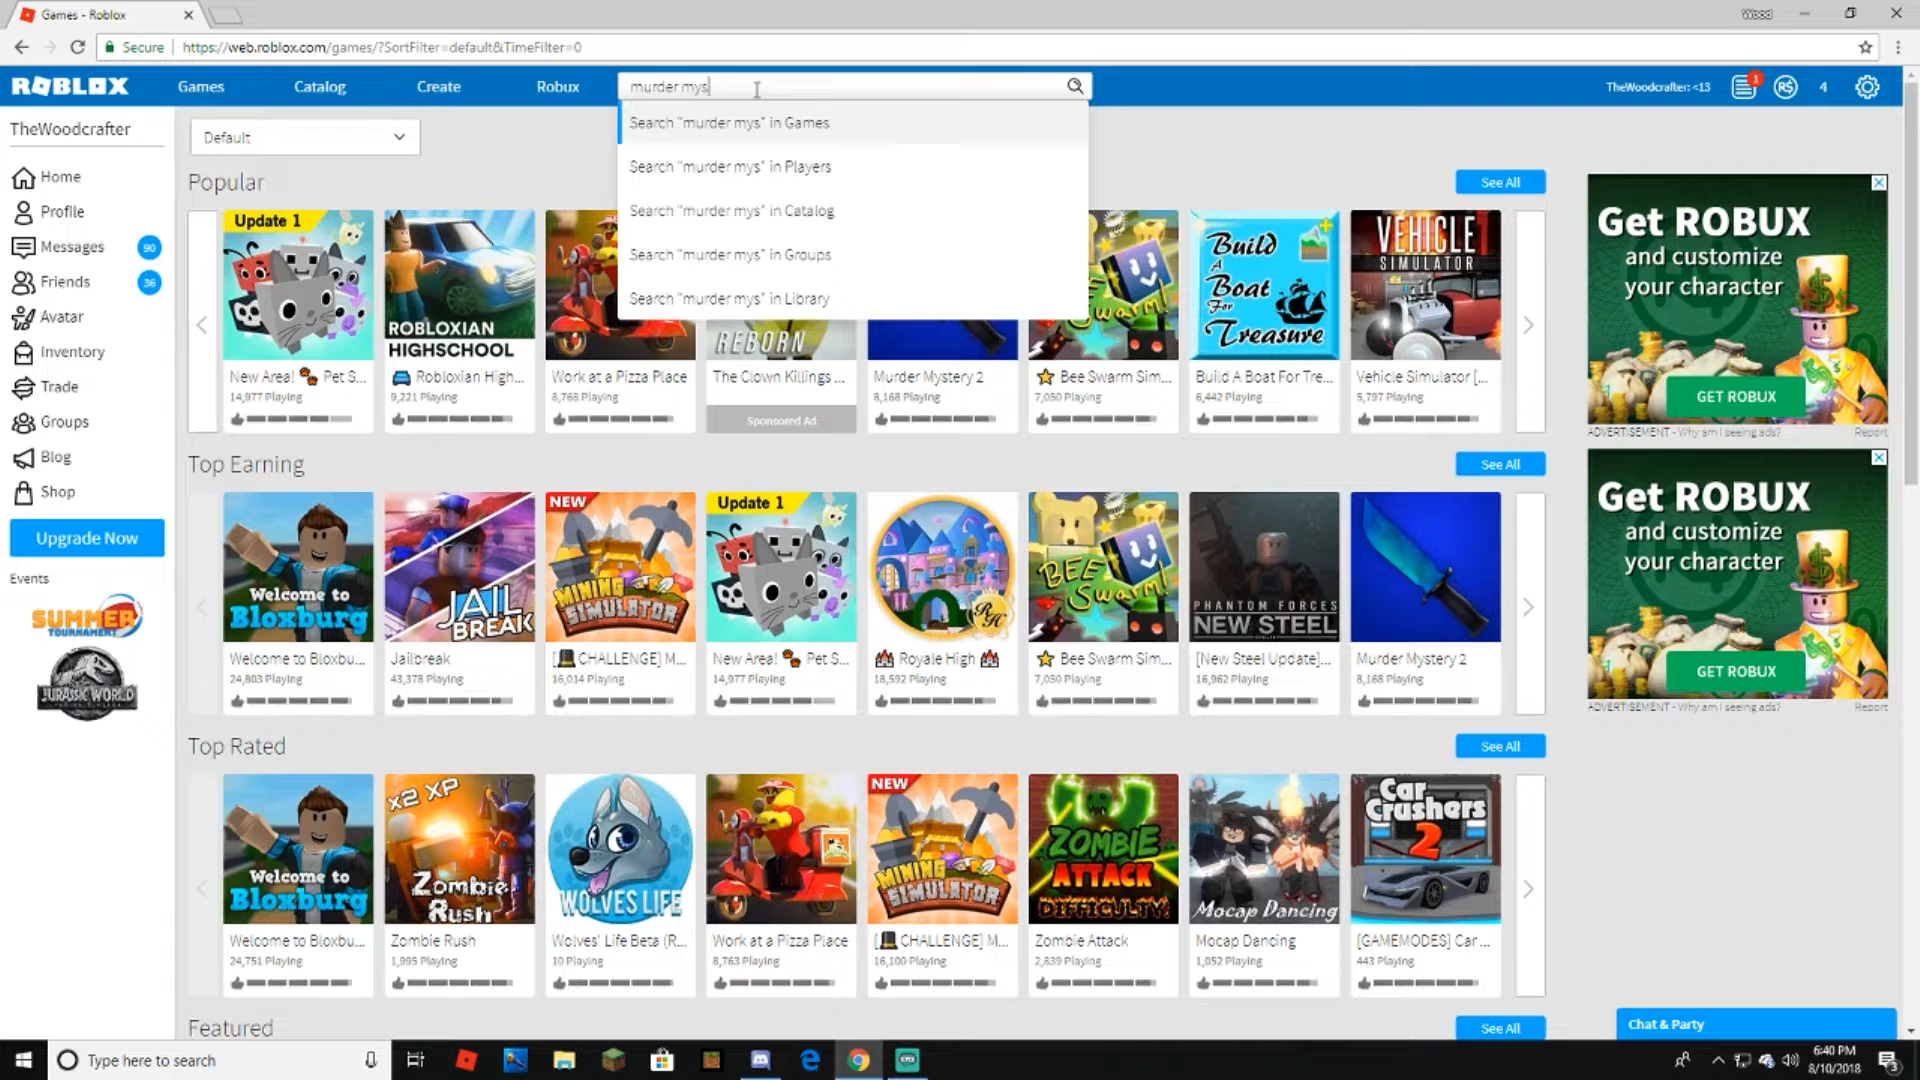 Games - Roblox
Wood
Secure
https://web.roblox.com/games/?SortFilter=default&TimeFilter=0
ROBLOX
Games
Catalog
Create
Robux
murder mys
TheWoodcrafter: <13
1
R$
4
Search "murder mys" in Games
Search "murder mys" in Players
Search "murder mys" in Catalog
Search "murder mys" in Groups
Search "murder mys" in Library
TheWoodcrafter
Home
Profile
Messages 90
Friends 36
Avatar
Inventory
Trade
Groups
Blog
Shop
Upgrade Now
Events
SUMMER
TOURNAMENT
JURASSIC WORLD
Default
Popular
See All
Update 1
ROBLOXIAN
HIGHSCHOOL
REBORN
Swarm!
Build
A
Boat
For
Treasure
VEHICLE
SIMULATOR
New Area! Pet S...
14,977 Playing
Robloxian High...
9,221 Playing
Work at a Pizza Place
8,768 Playing
The Clown Killings ...
Sponsored Ad
Murder Mystery 2
8,168 Playing
Bee Swarm Sim...
7,050 Playing
Build A Boat For Tre...
6,442 Playing
Vehicle Simulator [...
5,797 Playing
Top Earning
See All
Welcome to
Bloxburg
JAIL
BREAK
NEW
MINING
SIMULATOR
Update 1
RH
BEE
Swarm!
PHANTOM FORCES
NEW STEEL
Welcome to Bloxbu...
24,803 Playing
Jailbreak
43,378 Playing
[ CHALLENGE] M...
16,014 Playing
New Area! Pet S...
14,977 Playing
Royale High
18,592 Playing
Bee Swarm Sim...
7,050 Playing
[New Steel Update]...
16,962 Playing
Murder Mystery 2
8,168 Playing
Top Rated
See All
Welcome to
Bloxburg
x2 XP
Zombie
Rush
WOLVES LIFE
NEW
MINING
SIMULATOR
ZOMBIE
ATTACK
DIFFICULTY!
Mocap Dancing
Car
Crushers
2
Welcome to Bloxbu...
24,751 Playing
Zombie Rush
1,995 Playing
Wolves' Life Beta (R...
10 Playing
Work at a Pizza Place
8,763 Playing
[ CHALLENGE] M...
16,100 Playing
Zombie Attack
2,839 Playing
Mocap Dancing
1,052 Playing
[GAMEMODES] Car ...
443 Playing
Featured
See All
Get ROBUX
and customize
your character
GET ROBUX
ADVERTISEMENT - Why am I seeing ads?
Report
Get ROBUX
and customize
your character
GET ROBUX
ADVERTISEMENT - Why am I seeing ads?
Report
Chat & Party
Type here to search
6:40 PM
8/10/2018
3